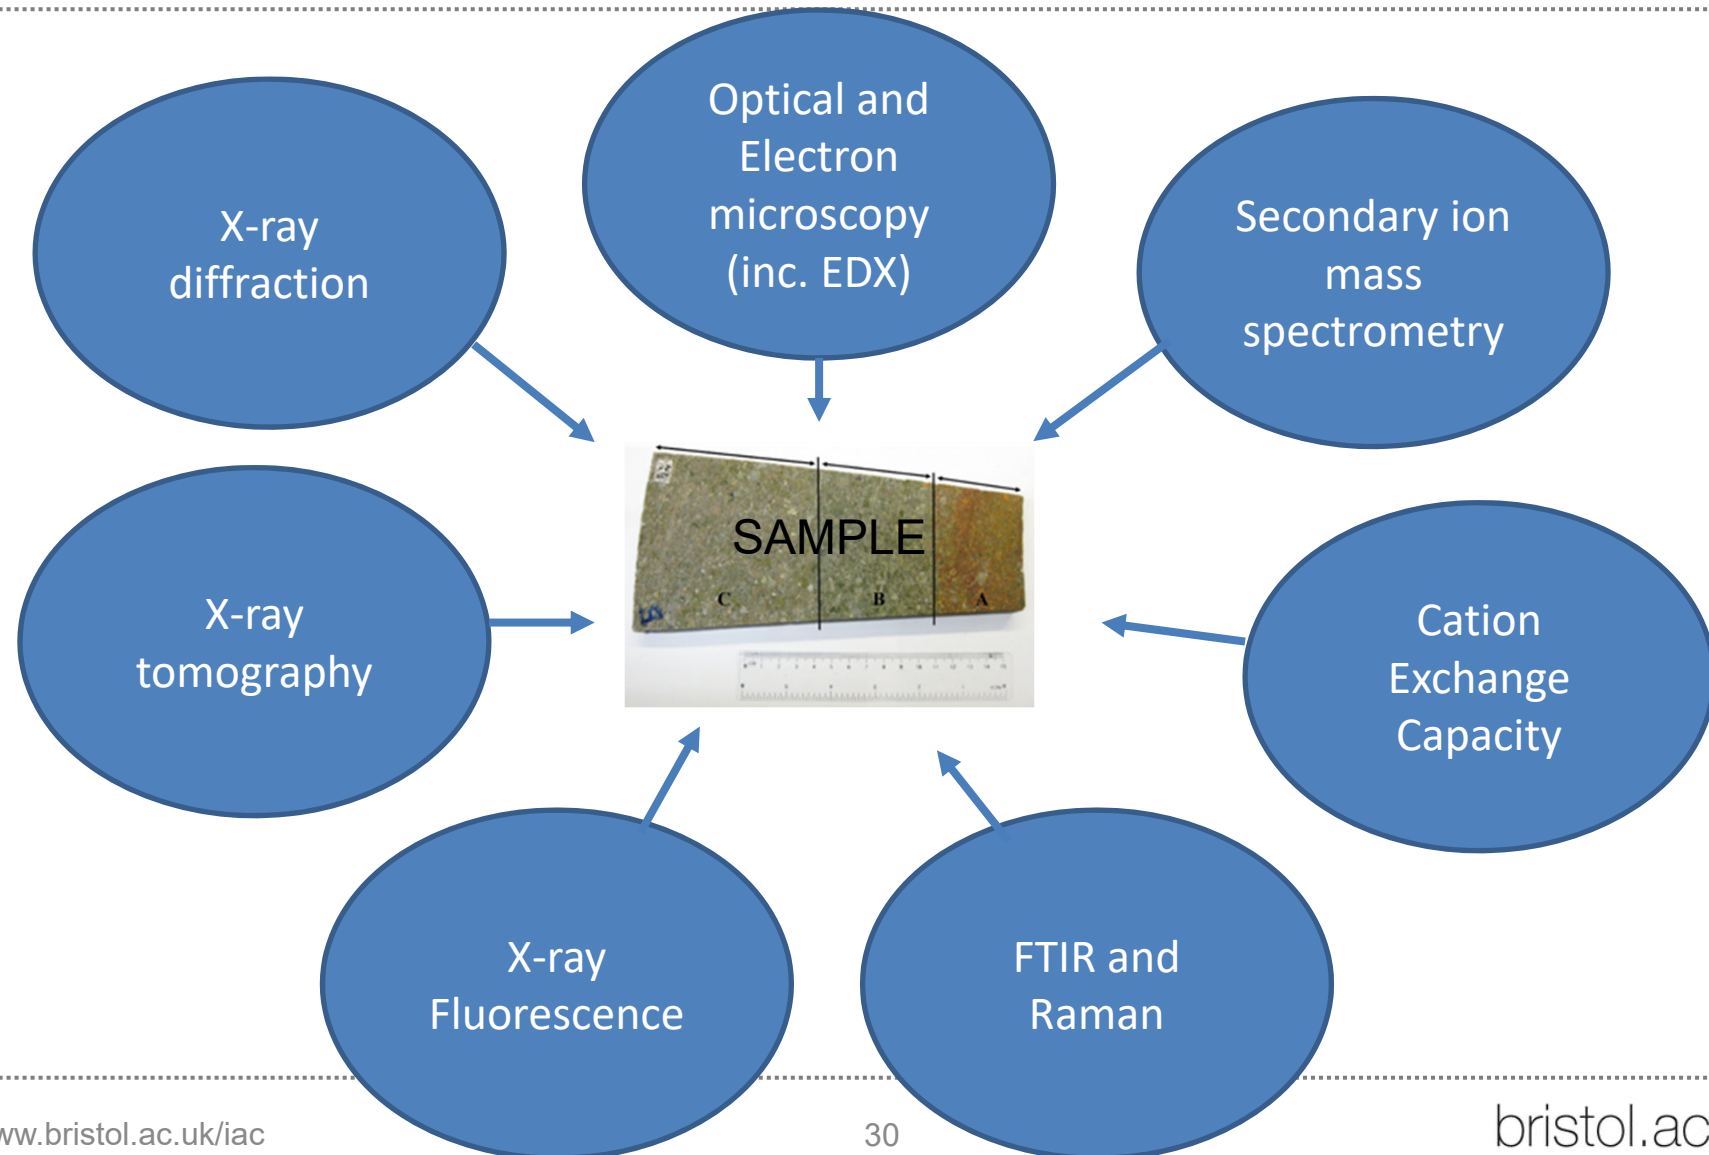 Optical and
Electron
microscopy
(inc. EDX)
X-ray
diffraction
Secondary ion
mass
spectrometry
SAMPLE
C
B
A
X-ray
tomography
Cation
Exchange
Capacity
X-ray
Fluorescence
FTIR and
Raman
ww.bristol.ac.uk/iac
30
bristol.ac